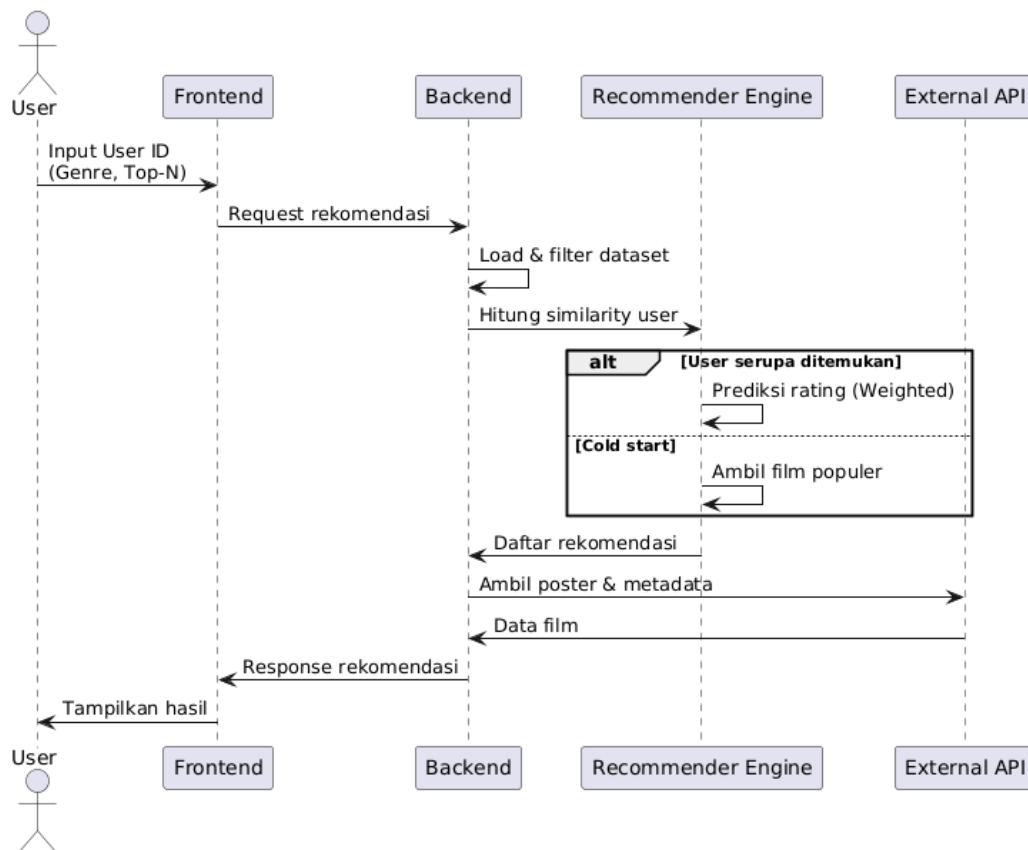 User
Frontend
Backend
Recommender Engine
External API
Input User ID
(Genre, Top-N)
Request rekomendasi
Load & filter dataset
Hitung similarity user
alt
[User serupa ditemukan]
Prediksi rating (Weighted)
[Cold start]
Ambil film populer
Daftar rekomendasi
Ambil poster & metadata
Data film
Response rekomendasi
Tampilkan hasil
User
Frontend
Backend
Recommender Engine
External API